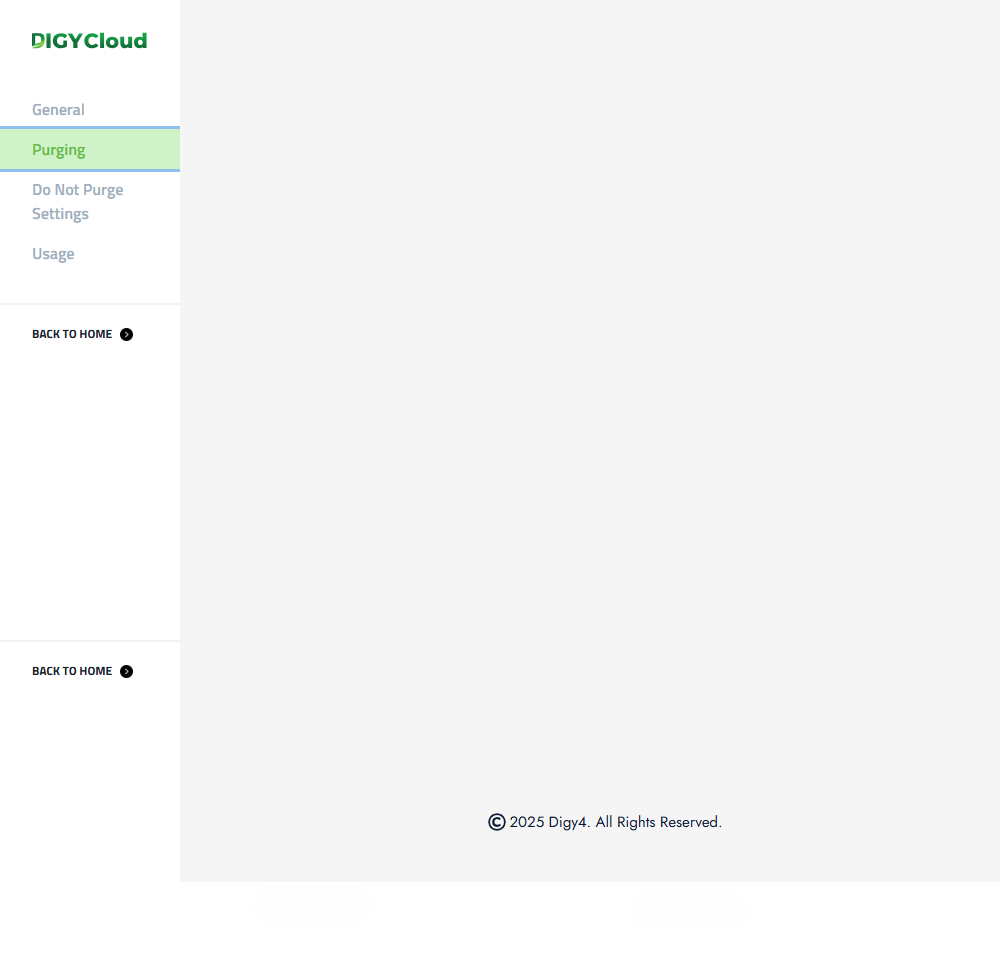 DIGYCloud
General
Purging
Do Not Purge
Settings
Usage
BACK TO HOME
BACK TO HOME
© 2025 Digy4. All Rights Reserved.